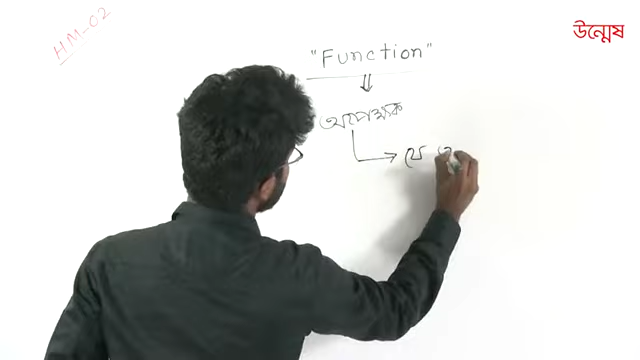 HM-02
উন্মেষ
"Function"
⇓
অপেক্ষক
↳ যে